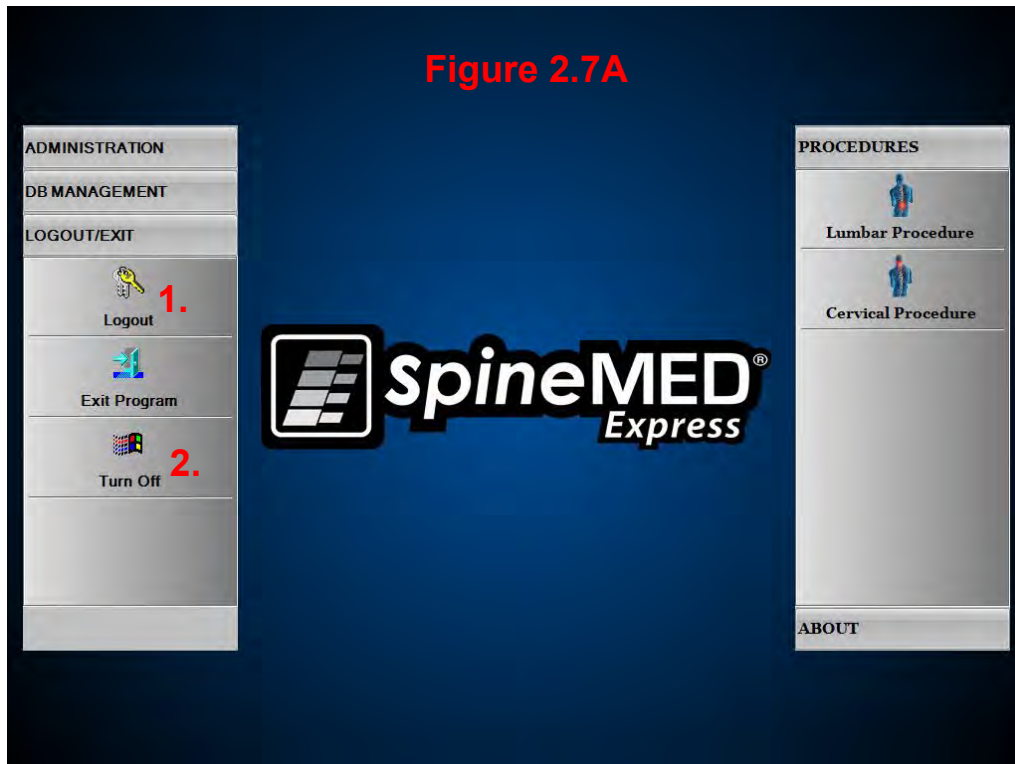 Figure 2.7A
ADMINISTRATION
DB MANAGEMENT
LOGOUT/EXIT
1.
Logout
Exit Program
2.
Turn Off
SpineMED®
Express
PROCEDURES
Lumbar Procedure
Cervical Procedure
ABOUT